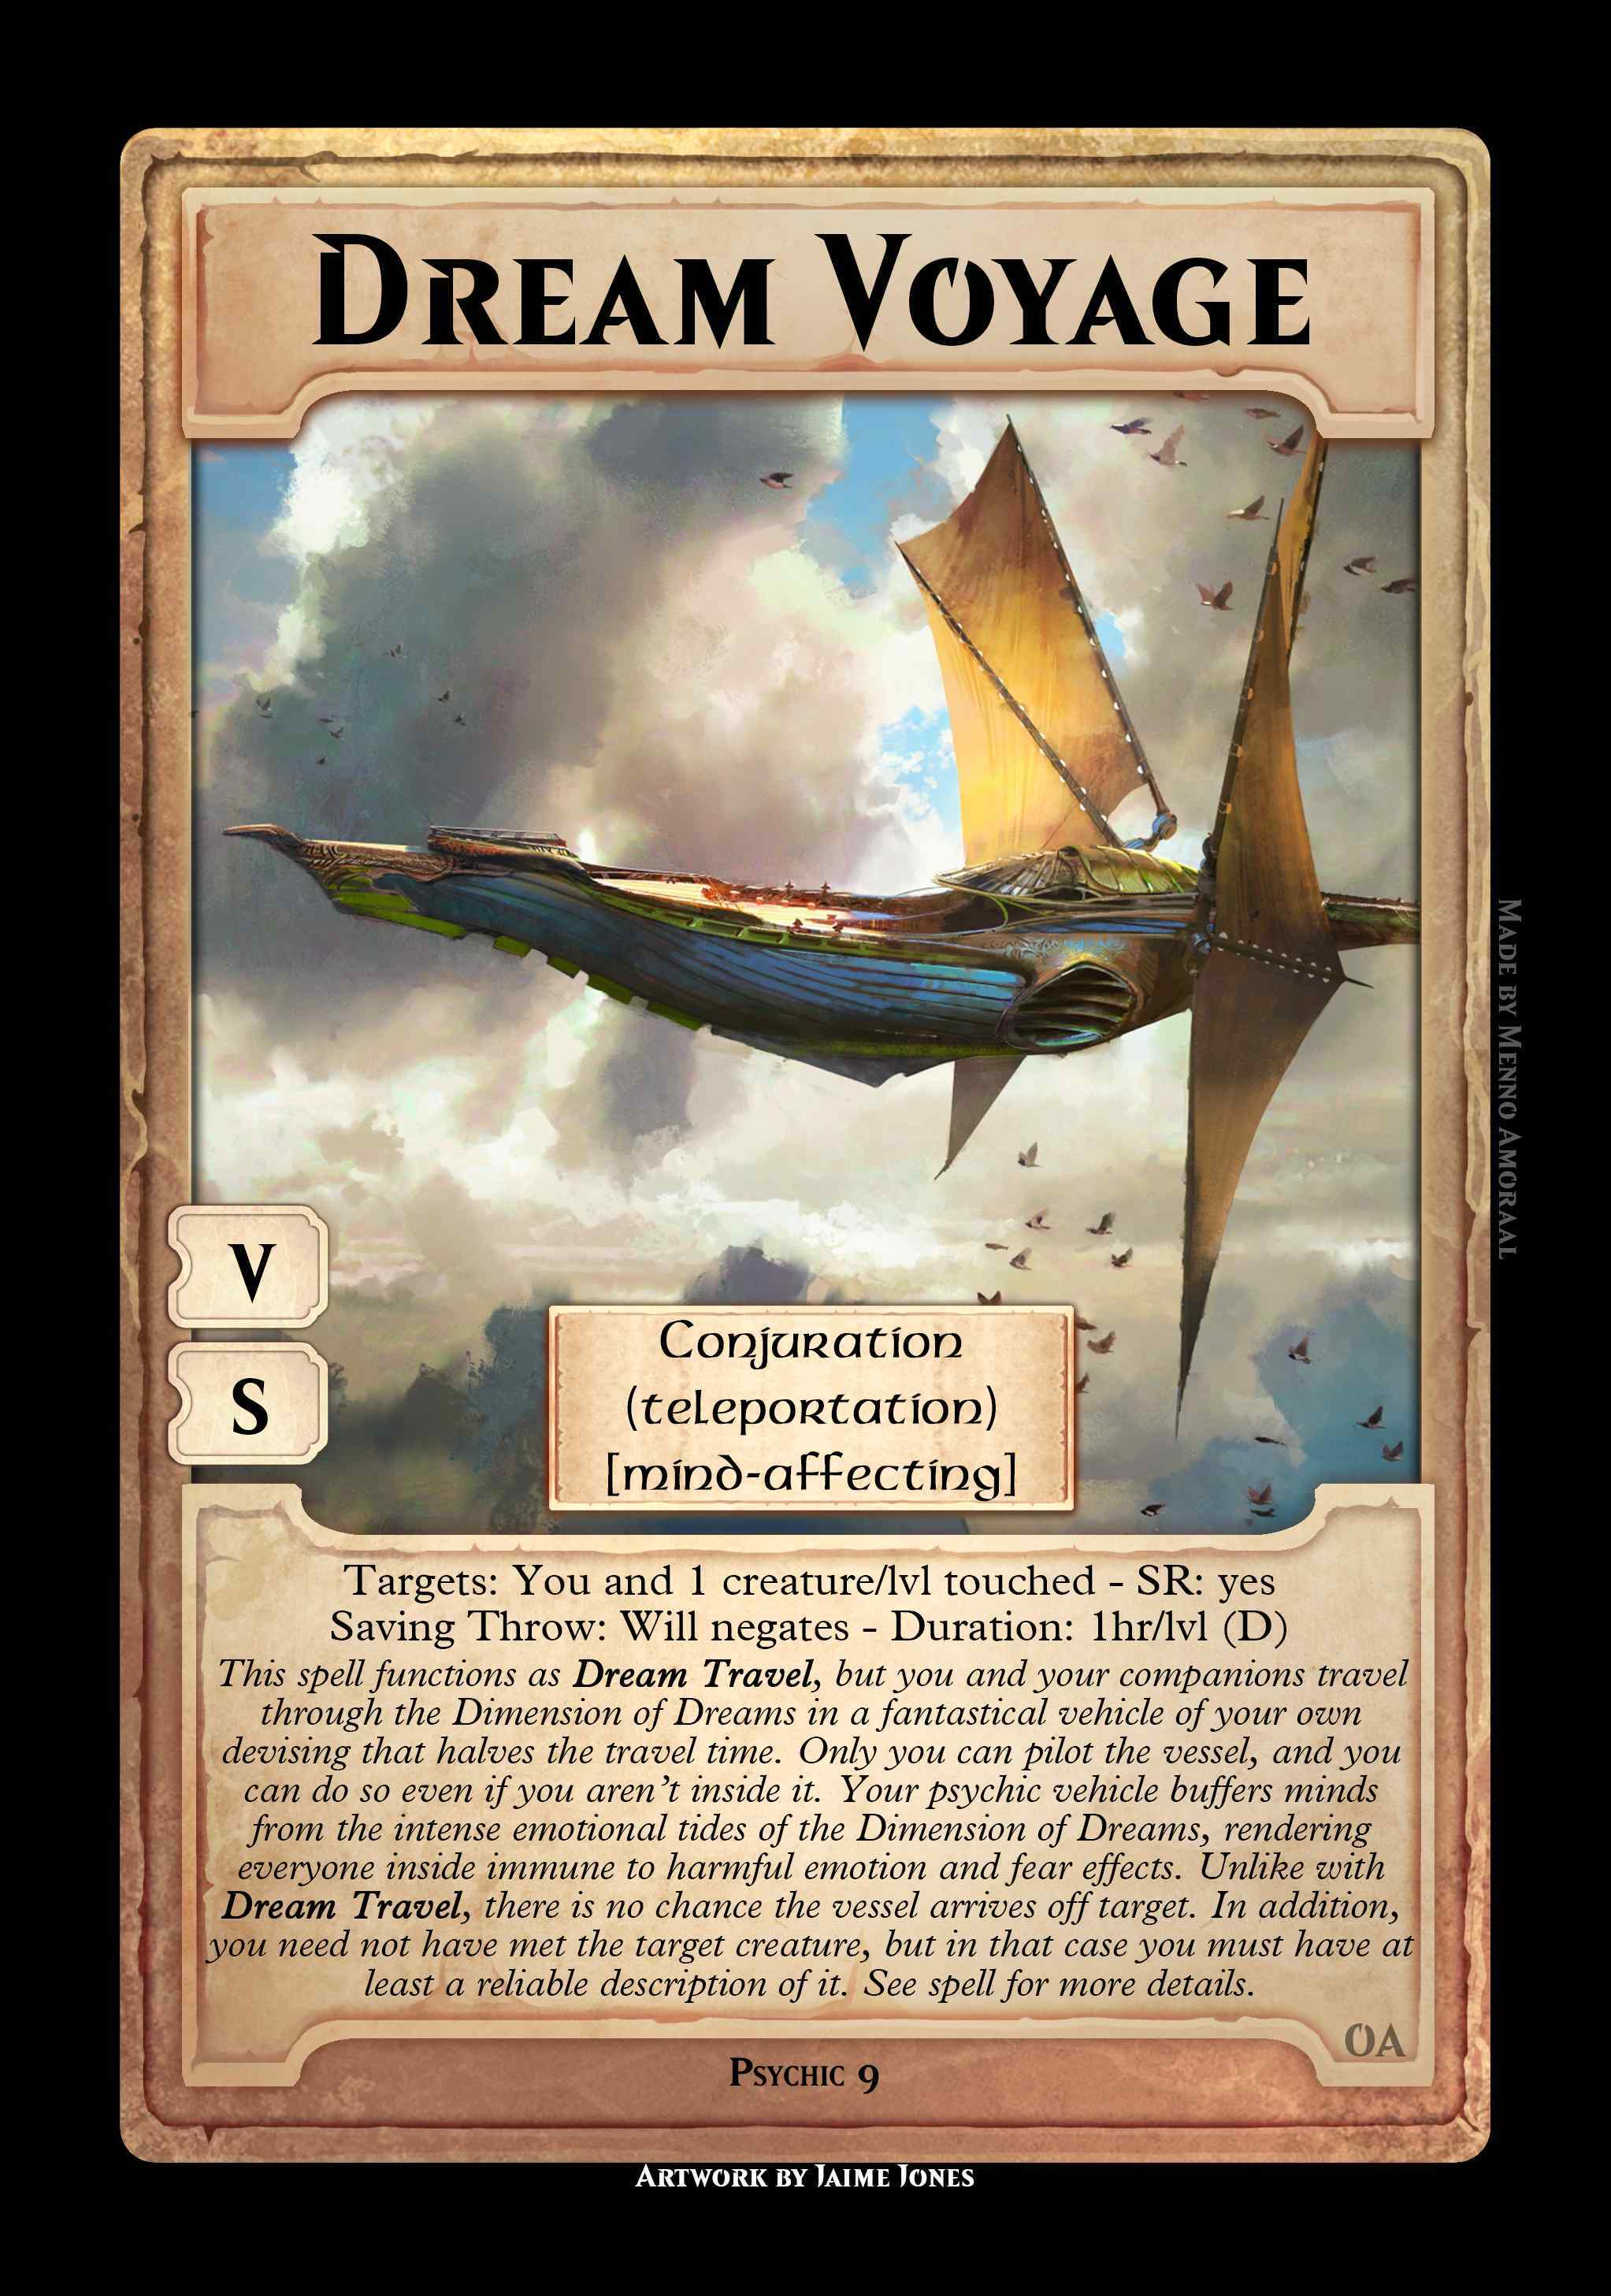 Dream Voyage
V
S
Conjuration
(teleportation)
[mind-affecting]
Targets: You and 1 creature/lvl touched - SR: yes
Saving Throw: Will negates - Duration: 1hr/lvl (D)
This spell functions as Dream Travel, but you and your companions travel
through the Dimension of Dreams in a fantastical vehicle of your own
devising that halves the travel time. Only you can pilot the vessel, and you
can do so even if you aren't inside it. Your psychic vehicle buffers minds
from the intense emotional tides of the Dimension of Dreams, rendering
everyone inside immune to harmful emotion and fear effects. Unlike with
Dream Travel, there is no chance the vessel arrives off target. In addition,
you need not have met the target creature, but in that case you must have at
least a reliable description of it. See spell for more details.
OA
Psychic 9
Artwork by Jaime Jones
Made by Menno Amoraal